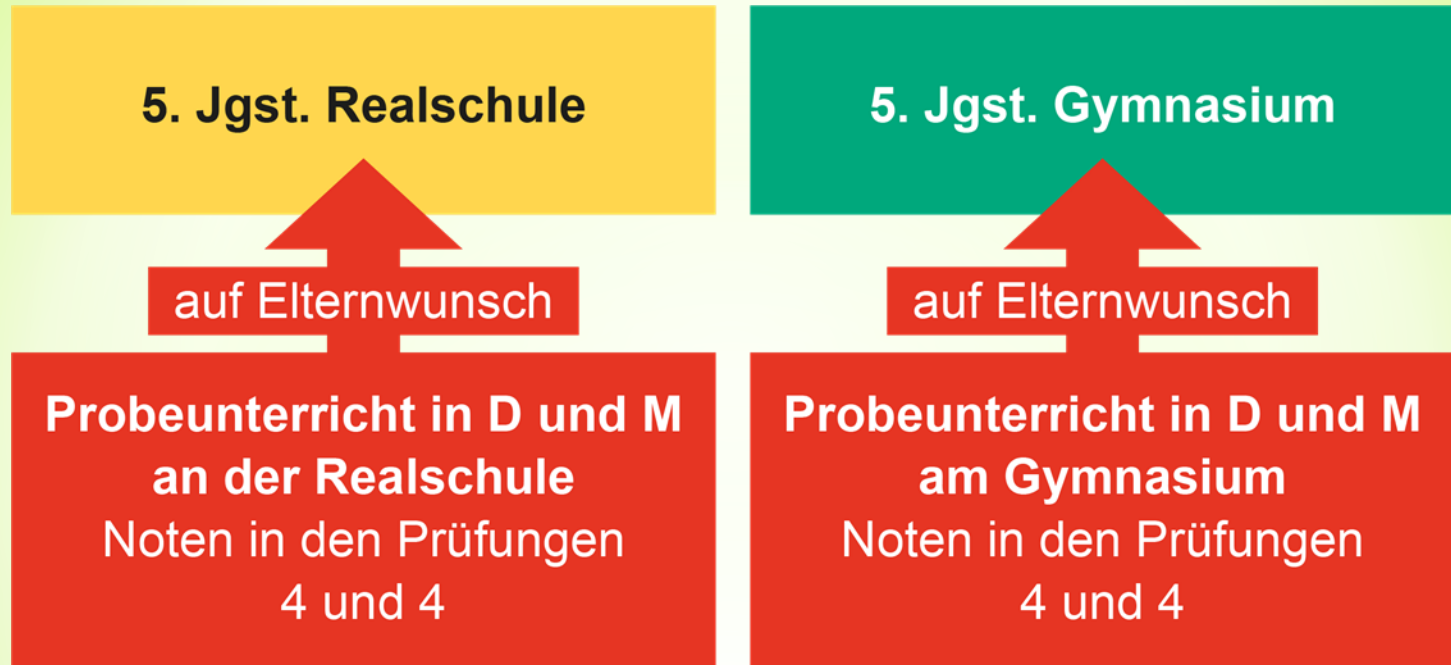 5. Jgst. Realschule
auf Elternwunsch
Probeunterricht in D und M
an der Realschule
Noten in den Prüfungen
4 und 4
5. Jgst. Gymnasium
auf Elternwunsch
Probeunterricht in D und M
am Gymnasium
Noten in den Prüfungen
4 und 4